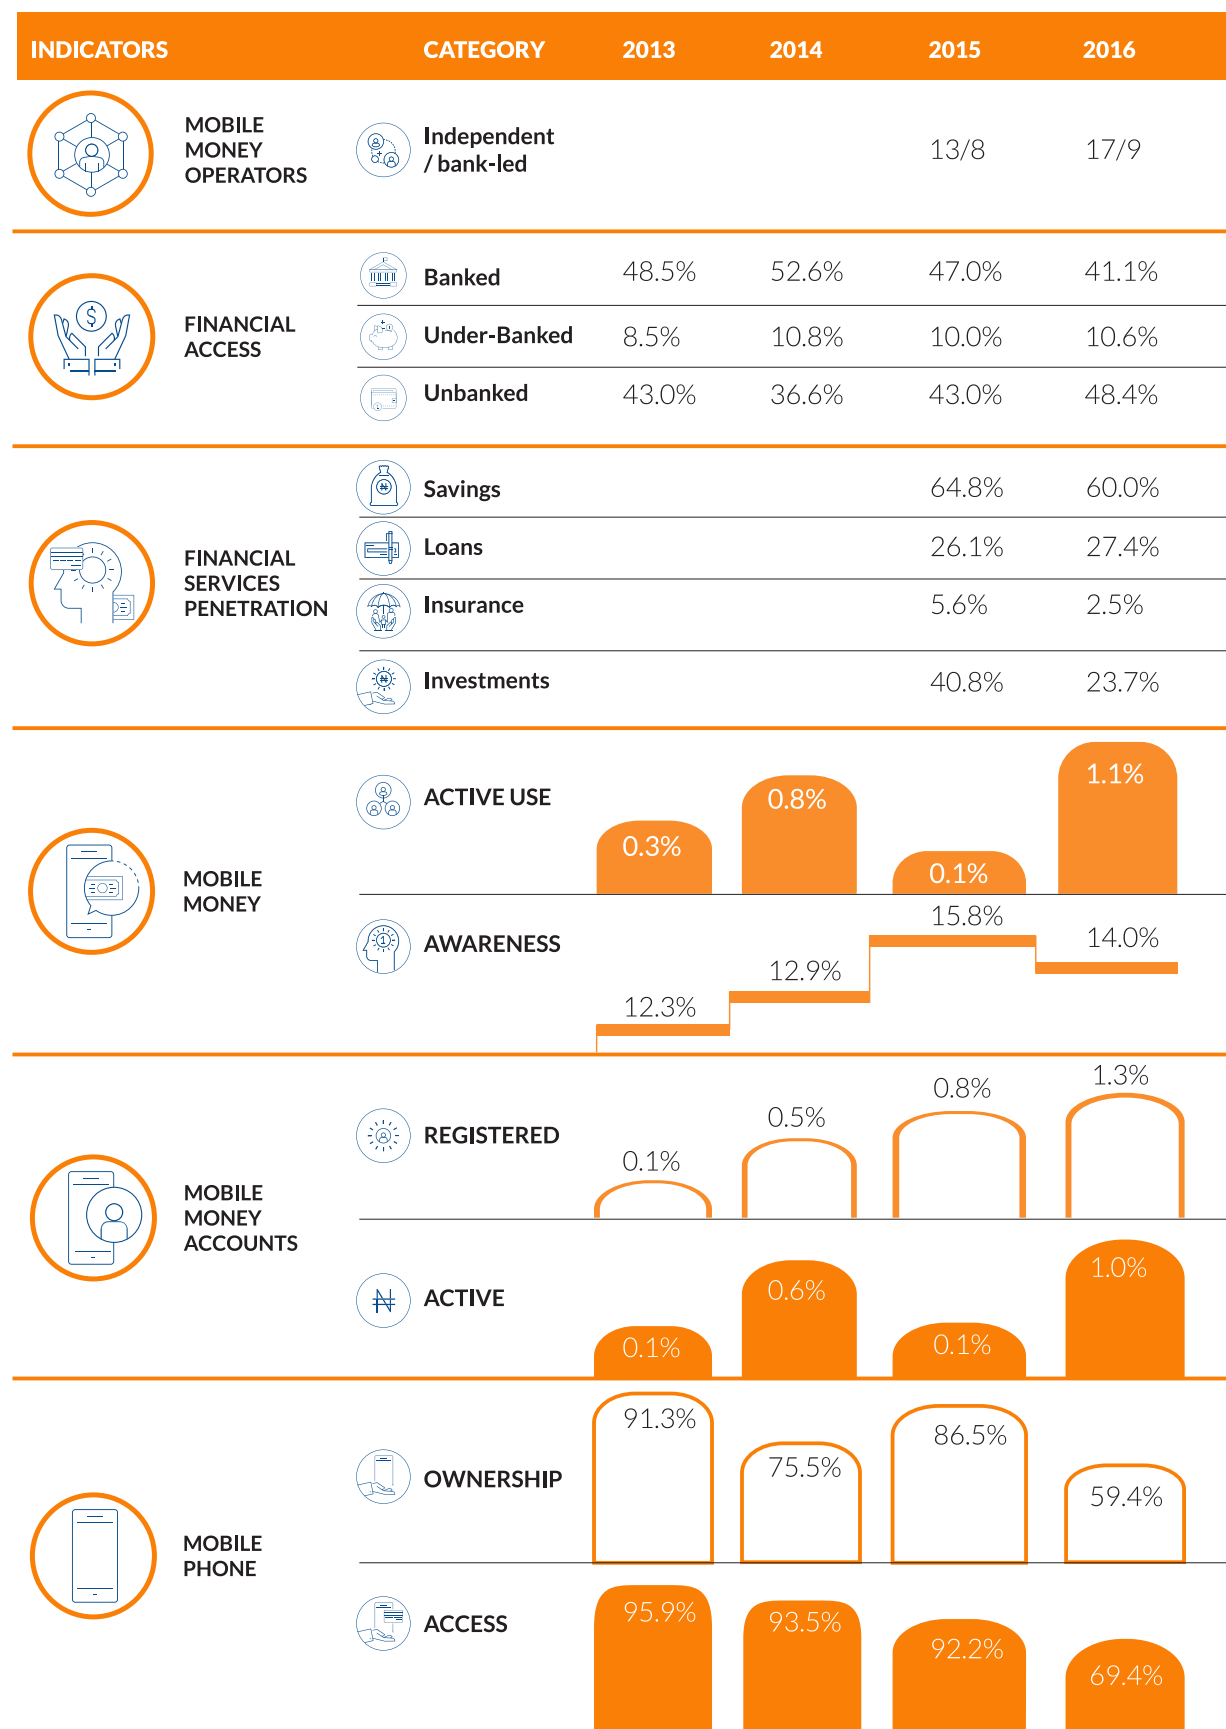 INDICATORS CATEGORY 2013 2014 2015 2016
MOBILE
MONEY
OPERATORS
Independent
/ bank-led
13/8 17/9
FINANCIAL
ACCESS
Banked 48.5% 52.6% 47.0% 41.1%
Under-Banked 8.5% 10.8% 10.0% 10.6%
Unbanked 43.0% 36.6% 43.0% 48.4%
FINANCIAL
SERVICES
PENETRATION
Savings 64.8% 60.0%
Loans 26.1% 27.4%
Insurance 5.6% 2.5%
Investments 40.8% 23.7%
MOBILE
MONEY
ACTIVE USE 0.3% 0.8% 0.1% 1.1%
AWARENESS 12.3% 12.9% 15.8% 14.0%
MOBILE
MONEY
ACCOUNTS
REGISTERED 0.1% 0.5% 0.8% 1.3%
ACTIVE 0.1% 0.6% 0.1% 1.0%
MOBILE
PHONE
OWNERSHIP 91.3% 75.5% 86.5% 59.4%
ACCESS 95.9% 93.5% 92.2% 69.4%